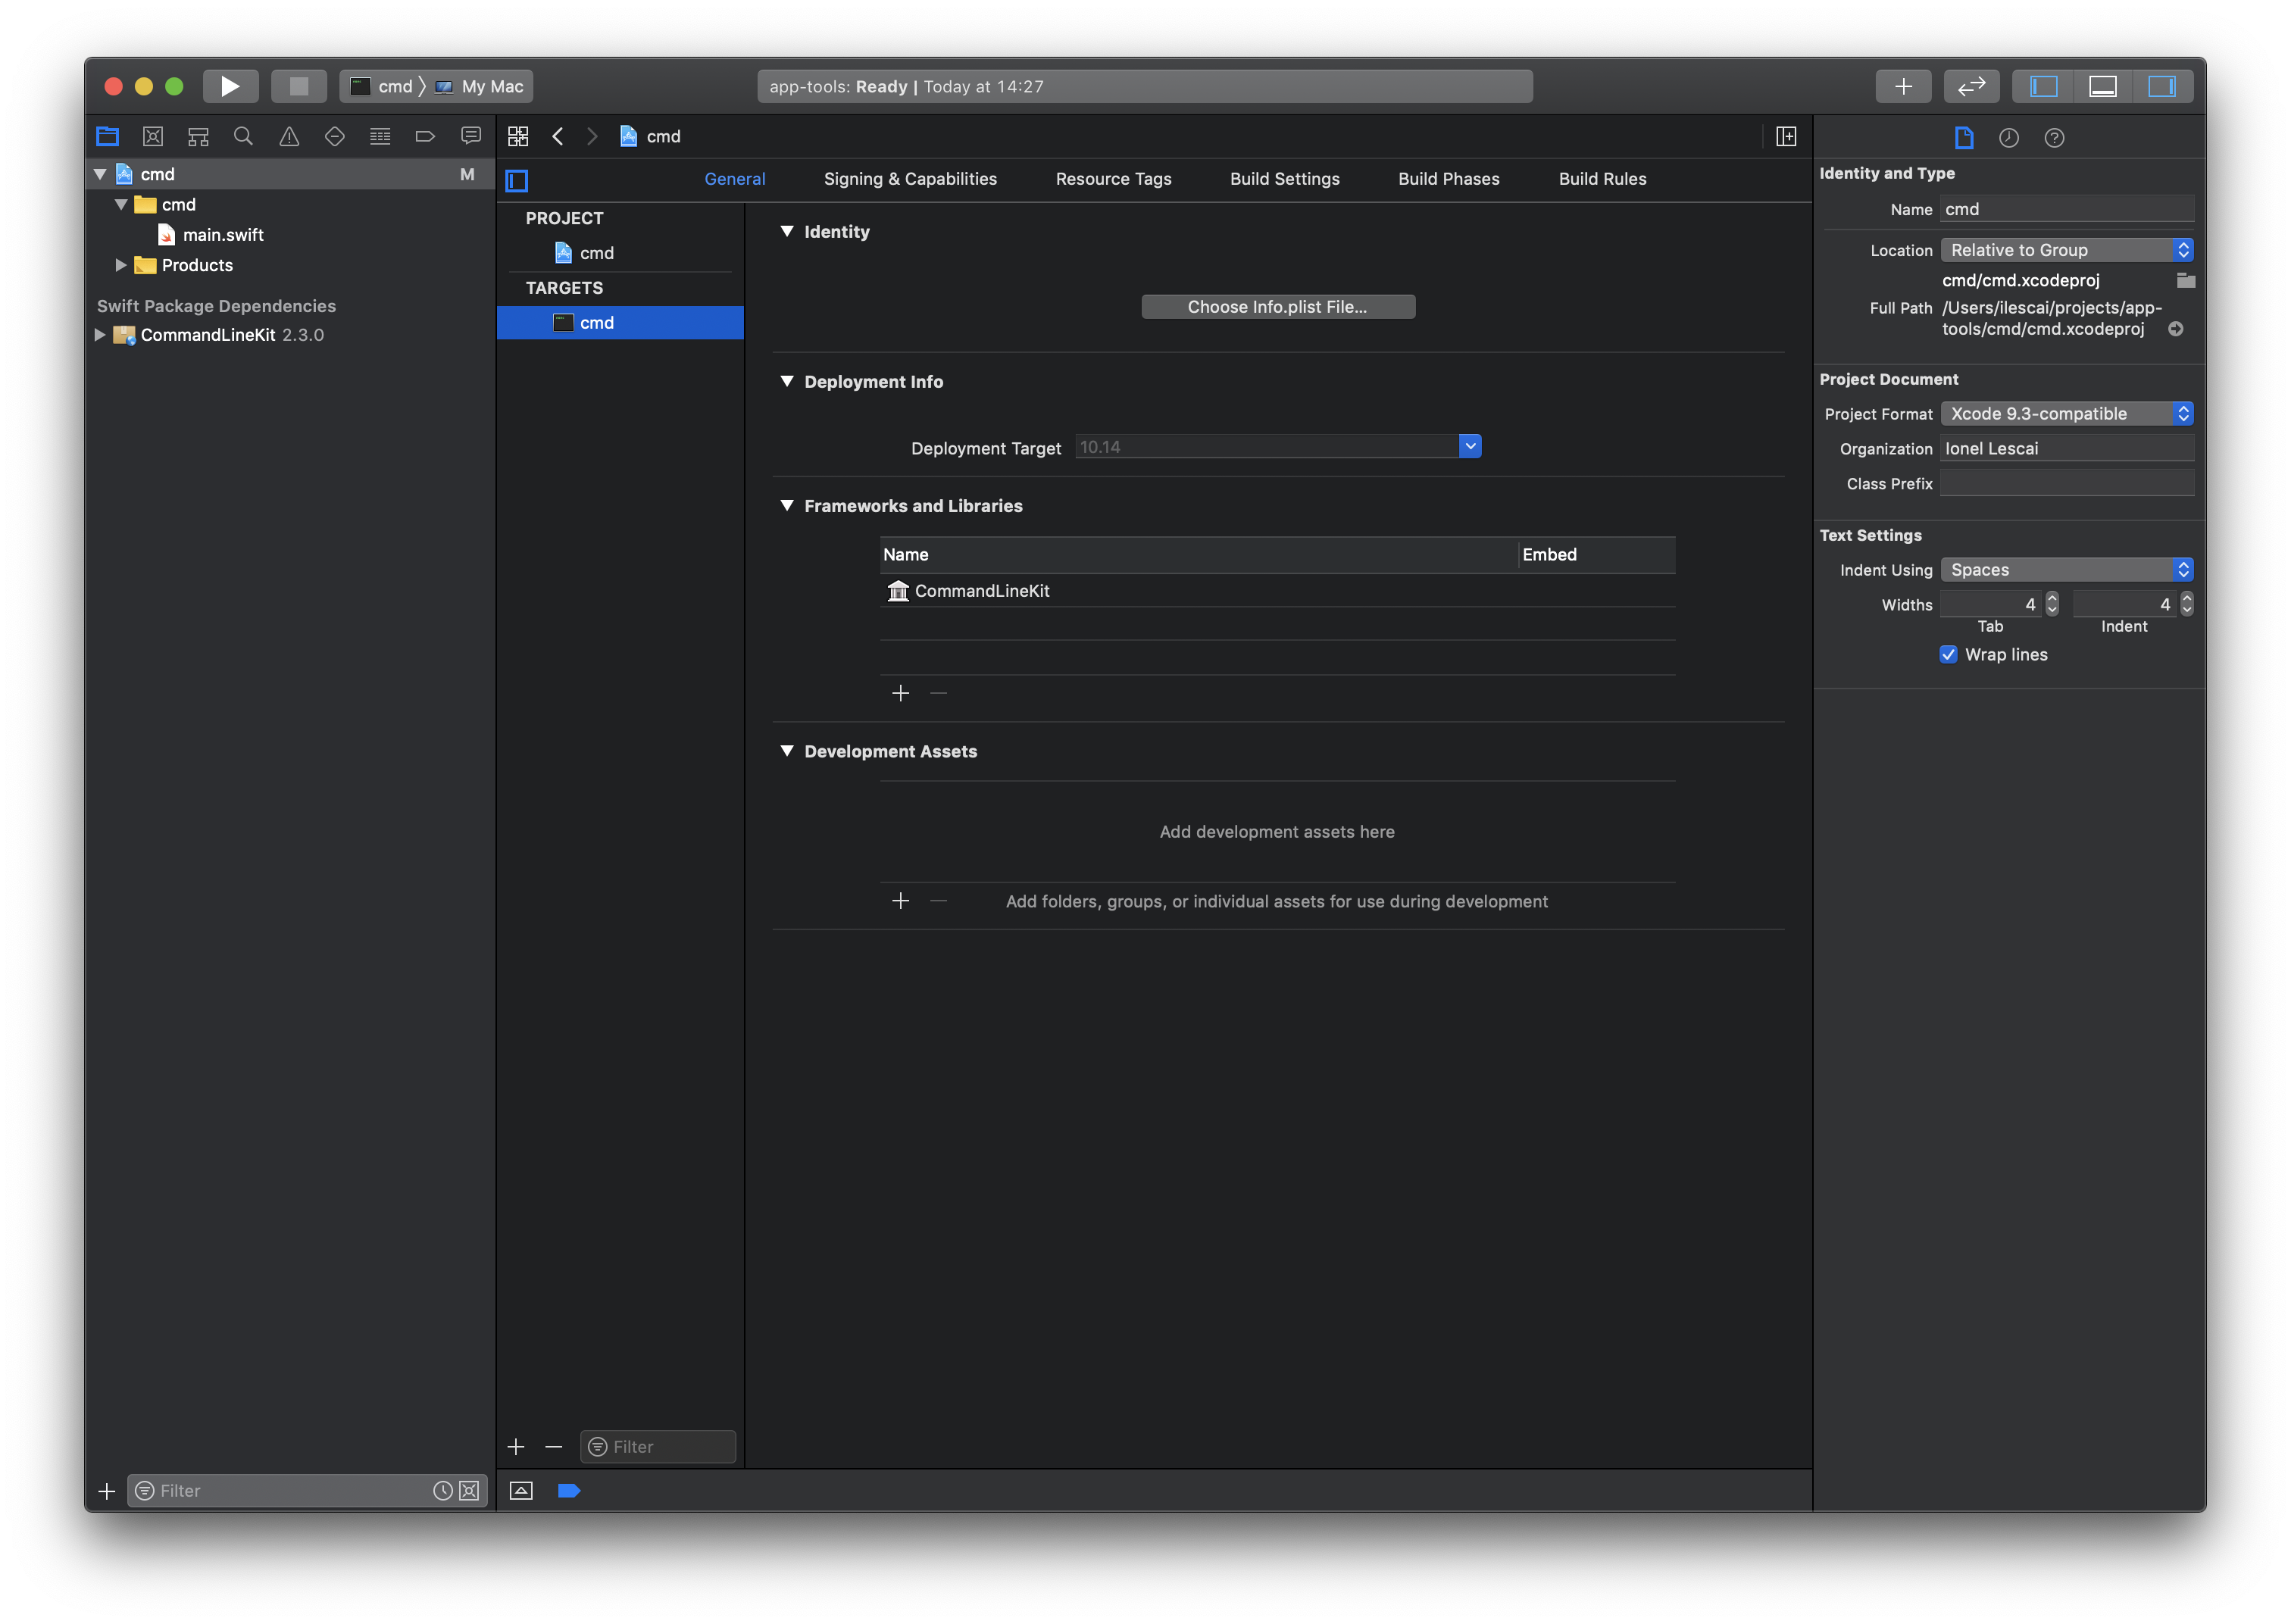 cmd
My Mac
app-tools: Ready | Today at 14:27
cmd M
cmd
main.swift
Products
Swift Package Dependencies
CommandLineKit 2.3.0
Filter
cmd
General Signing & Capabilities Resource Tags Build Settings Build Phases Build Rules
PROJECT
cmd
TARGETS
cmd
Filter
Identity
Choose Info.plist File...
Deployment Info
Deployment Target 10.14
Frameworks and Libraries
Name Embed
CommandLineKit
Development Assets
Add development assets here
Add folders, groups, or individual assets for use during development
Identity and Type
Name cmd
Location Relative to Group
cmd/cmd.xcodeproj
Full Path /Users/ilescai/projects/app-
tools/cmd/cmd.xcodeproj
Project Document
Project Format Xcode 9.3-compatible
Organization Ionel Lescai
Class Prefix
Text Settings
Indent Using Spaces
Widths 4 4
Tab Indent
Wrap lines